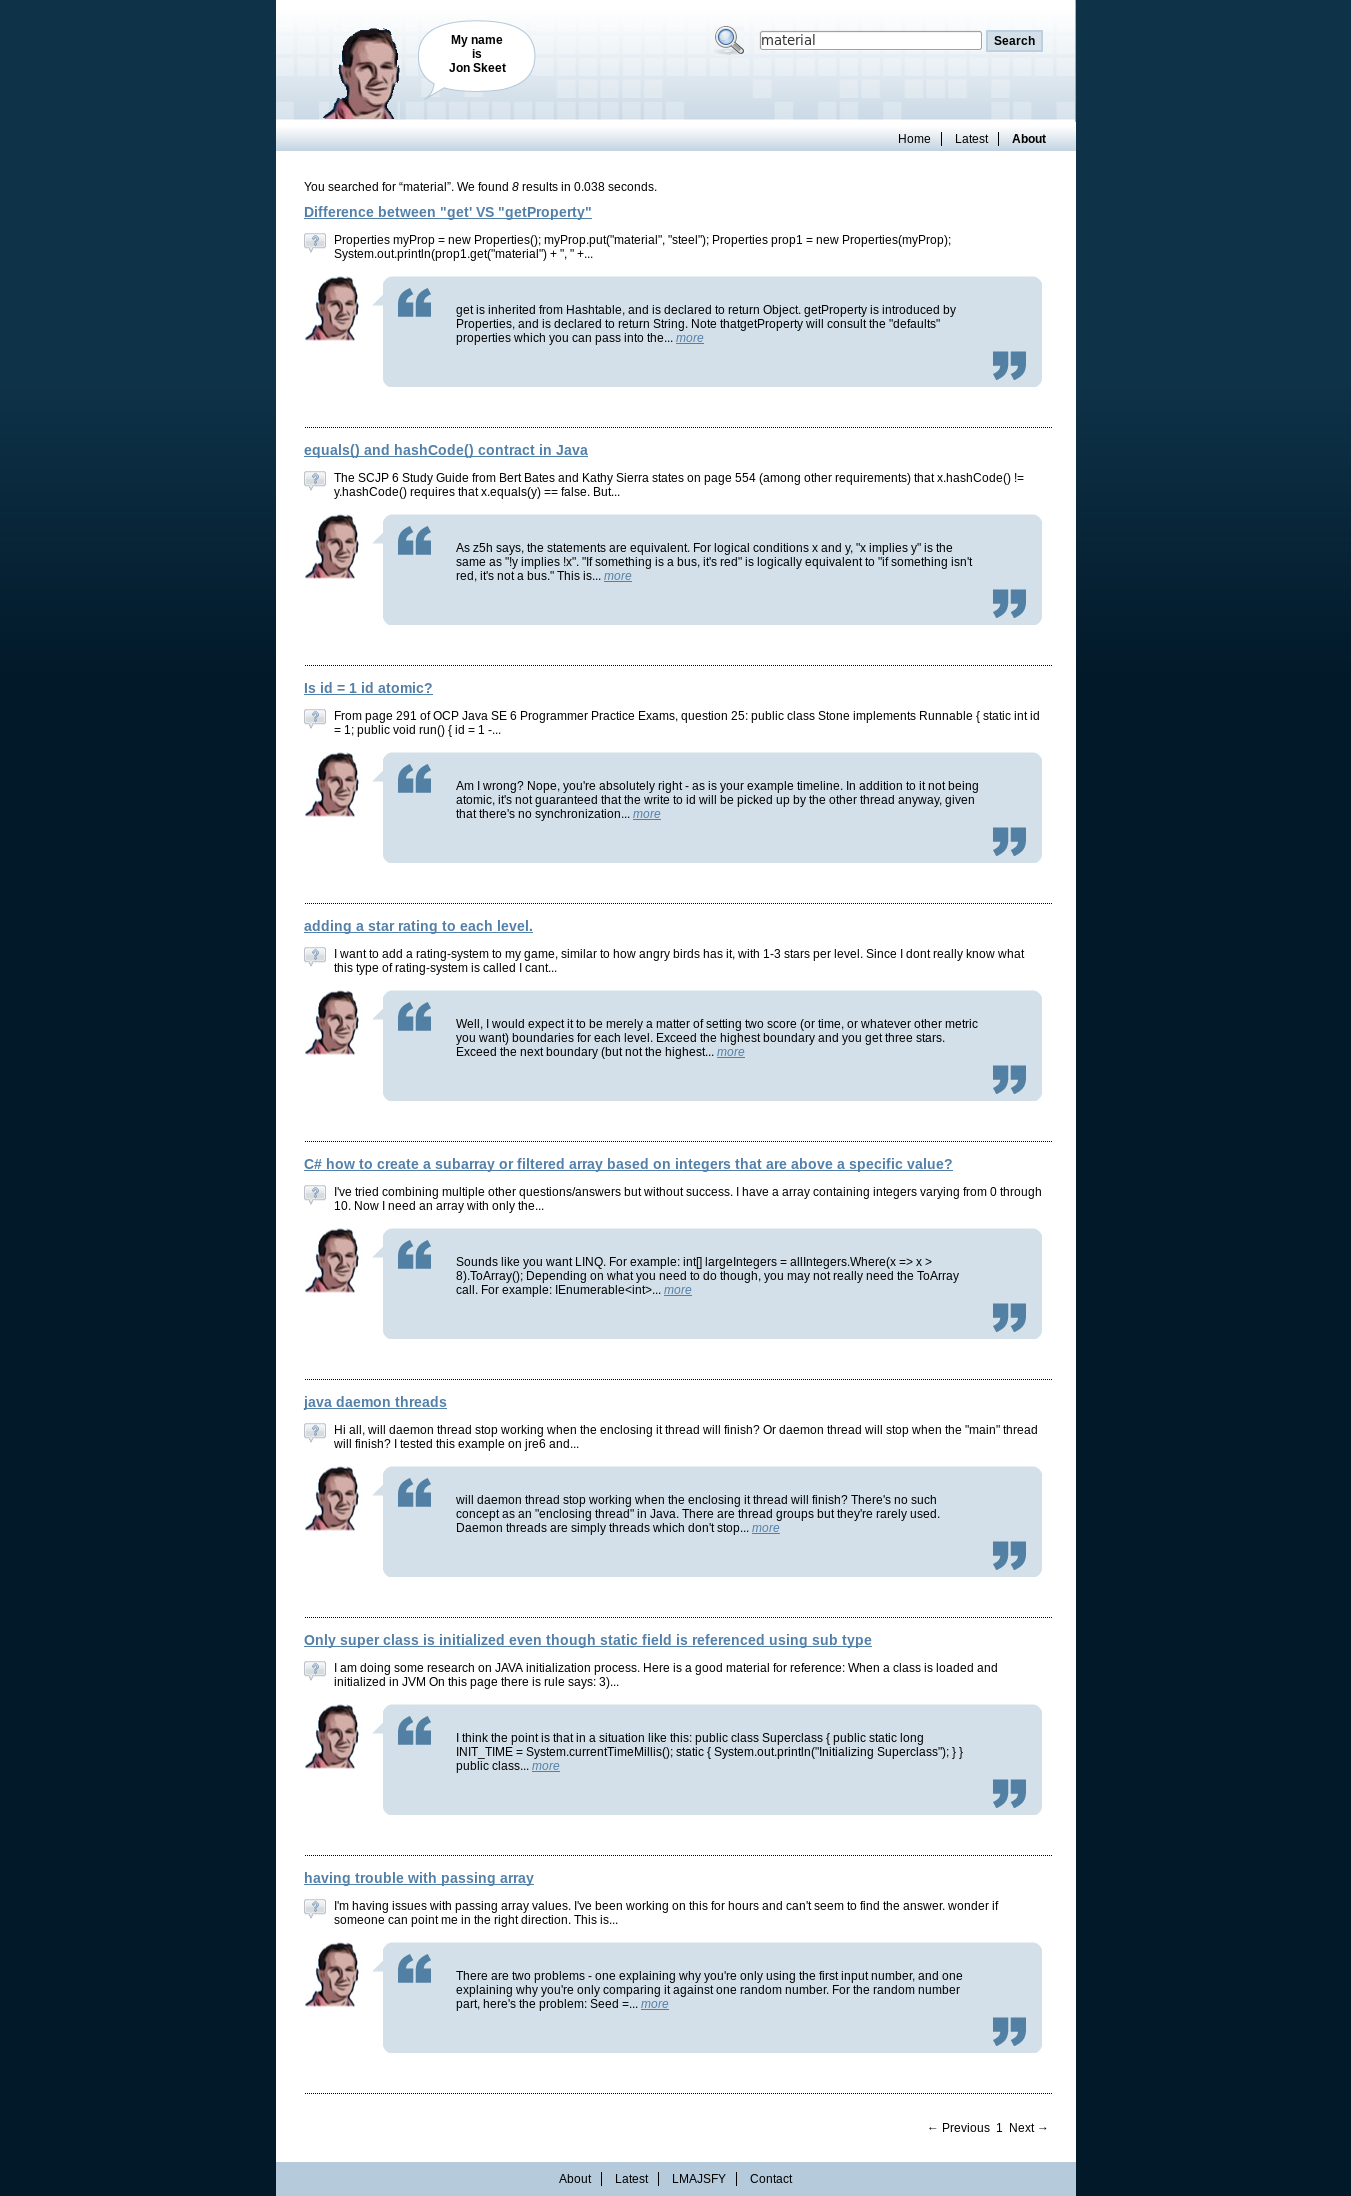 My name
is
Jon Skeet
material
Search
Home
Latest
About
You searched for “material”. We found 8 results in 0.038 seconds.
Difference between "get' VS "getProperty"
Properties myProp = new Properties(); myProp.put("material", "steel"); Properties prop1 = new Properties(myProp);
System.out.println(prop1.get("material") + ", " +...
get is inherited from Hashtable, and is declared to return Object. getProperty is introduced by
Properties, and is declared to return String. Note thatgetProperty will consult the "defaults"
properties which you can pass into the... more
equals() and hashCode() contract in Java
The SCJP 6 Study Guide from Bert Bates and Kathy Sierra states on page 554 (among other requirements) that x.hashCode() !=
y.hashCode() requires that x.equals(y) == false. But...
As z5h says, the statements are equivalent. For logical conditions x and y, "x implies y" is the
same as "!y implies !x". "If something is a bus, it's red" is logically equivalent to "if something isn't
red, it's not a bus." This is... more
Is id = 1 id atomic?
From page 291 of OCP Java SE 6 Programmer Practice Exams, question 25: public class Stone implements Runnable { static int id
= 1; public void run() { id = 1 -...
Am I wrong? Nope, you're absolutely right - as is your example timeline. In addition to it not being
atomic, it's not guaranteed that the write to id will be picked up by the other thread anyway, given
that there's no synchronization... more
adding a star rating to each level.
I want to add a rating-system to my game, similar to how angry birds has it, with 1-3 stars per level. Since I dont really know what
this type of rating-system is called I cant...
Well, I would expect it to be merely a matter of setting two score (or time, or whatever other metric
you want) boundaries for each level. Exceed the highest boundary and you get three stars.
Exceed the next boundary (but not the highest... more
C# how to create a subarray or filtered array based on integers that are above a specific value?
I've tried combining multiple other questions/answers but without success. I have a array containing integers varying from 0 through
10. Now I need an array with only the...
Sounds like you want LINQ. For example: int[] largeIntegers = allIntegers.Where(x => x >
8).ToArray(); Depending on what you need to do though, you may not really need the ToArray
call. For example: IEnumerable<int>... more
java daemon threads
Hi all, will daemon thread stop working when the enclosing it thread will finish? Or daemon thread will stop when the "main" thread
will finish? I tested this example on jre6 and...
will daemon thread stop working when the enclosing it thread will finish? There's no such
concept as an "enclosing thread" in Java. There are thread groups but they're rarely used.
Daemon threads are simply threads which don't stop... more
Only super class is initialized even though static field is referenced using sub type
I am doing some research on JAVA initialization process. Here is a good material for reference: When a class is loaded and
initialized in JVM On this page there is rule says: 3)...
I think the point is that in a situation like this: public class Superclass { public static long
INIT_TIME = System.currentTimeMillis(); static { System.out.println("Initializing Superclass"); } }
public class... more
having trouble with passing array
I'm having issues with passing array values. I've been working on this for hours and can't seem to find the answer. wonder if
someone can point me in the right direction. This is...
There are two problems - one explaining why you're only using the first input number, and one
explaining why you're only comparing it against one random number. For the random number
part, here's the problem: Seed =... more
← Previous 1 Next →
About
Latest
LMAJSFY
Contact